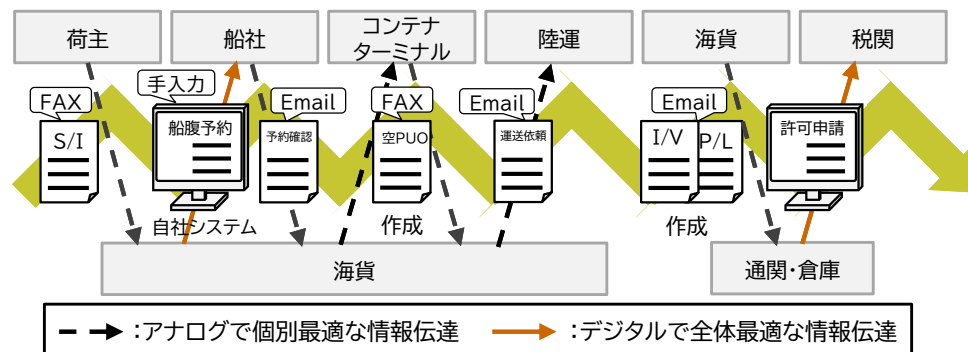 荷主
船社
コンテナ
ターミナル
陸運
海貨
税関
FAX
手入力
Email
FAX
Email
Email
S/I
船腹予約
予約確認
空PUO
運送依頼
I/V
P/L
許可申請
自社システム
作成
作成
海貨
通関・倉庫
:アナログで個別最適な情報伝達
:デジタルで全体最適な情報伝達